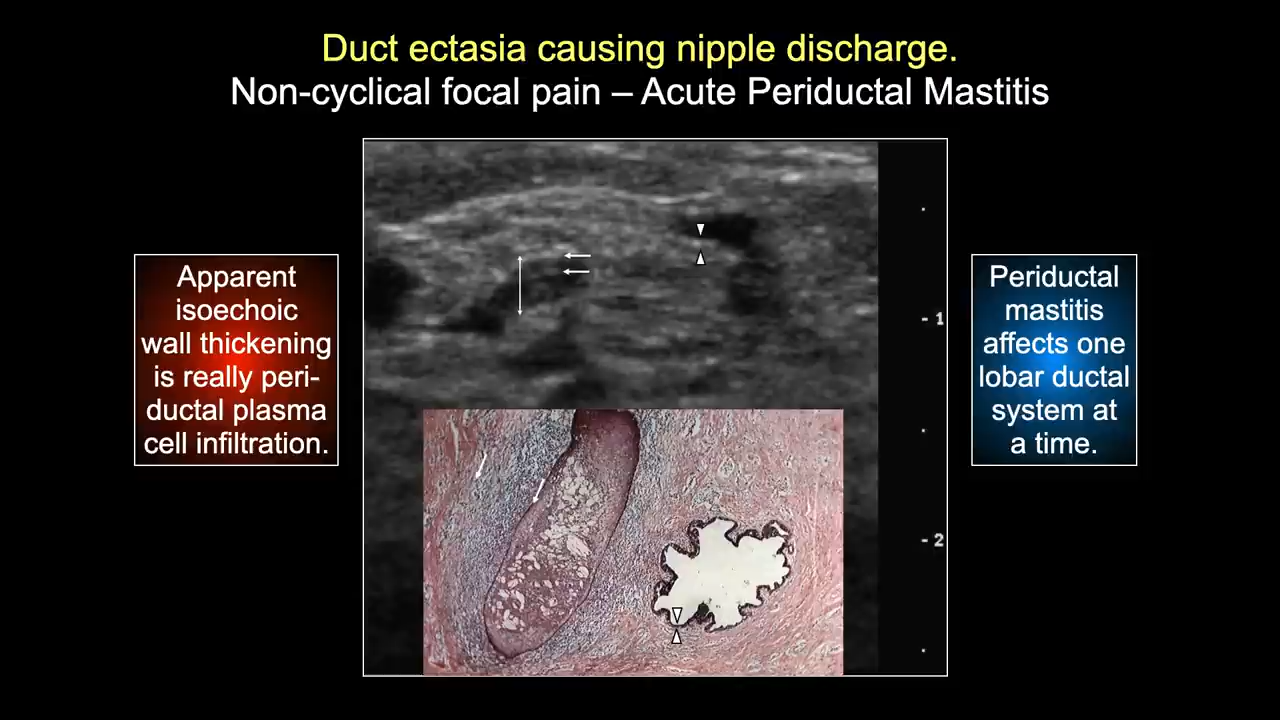 Duct ectasia causing nipple discharge.
Non-cyclical focal pain – Acute Periductal Mastitis
Apparent
isoechoic
wall thickening
is really peri-
ductal plasma
cell infiltration.
Periductal
mastitis
affects one
lobar ductal
system at
a time.
- 1
- 2